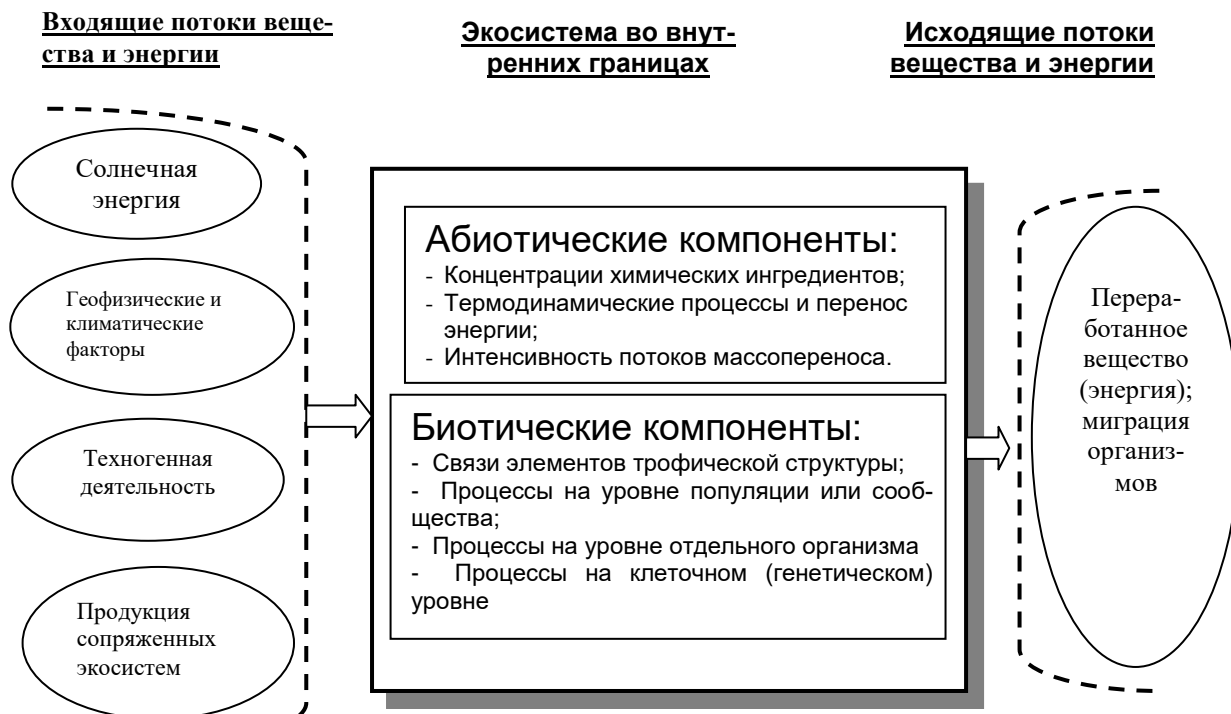 Входящие потоки веще-
ства и энергии
Экосистема во внут-
ренних границах
Исходящие потоки
вещества и энергии
Солнечная
энергия
Геофизические и
климатические
факторы
Техногенная
деятельность
Продукция
сопряженных
экосистем
Абиотические компоненты:
- Концентрации химических ингредиентов;
- Термодинамические процессы и перенос
энергии;
- Интенсивность потоков массопереноса.
Биотические компоненты:
- Связи элементов трофической структуры;
- Процессы на уровне популяции или сооб-
щества;
- Процессы на уровне отдельного организма
- Процессы на клеточном (генетическом)
уровне
Перера-
ботанное
вещество
(энергия);
миграция
организ-
мов